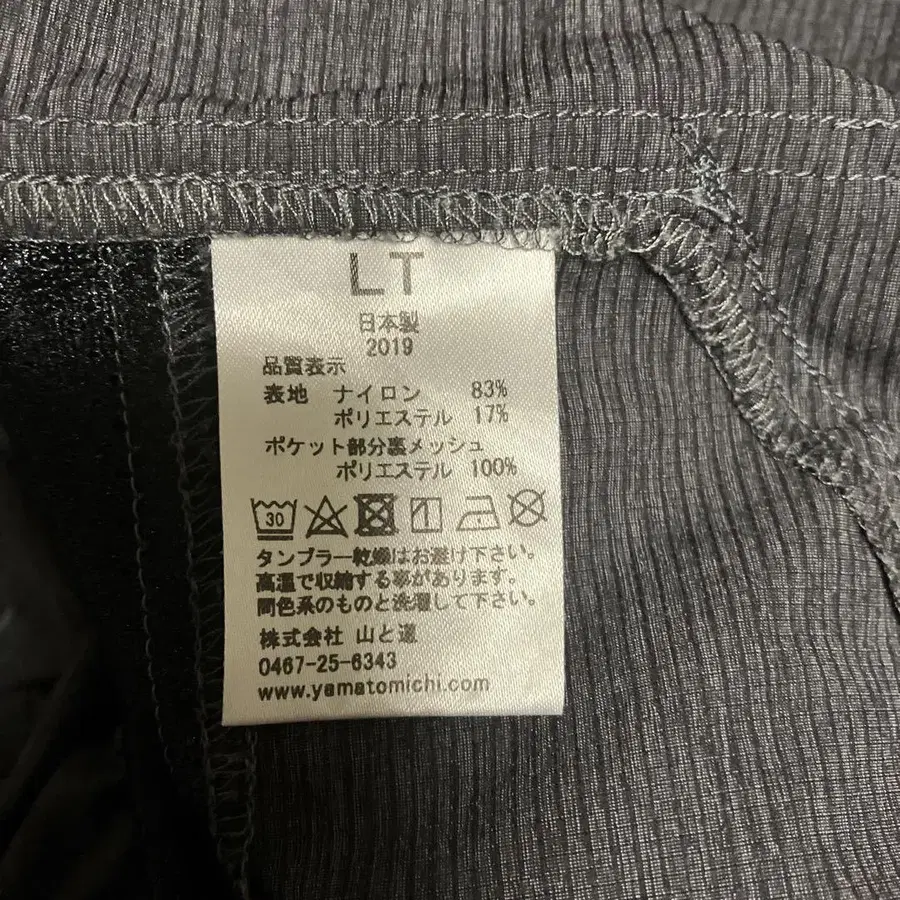 LT
日本製
2019
品質表示
表地 ナイロン 83%
ポリエステル 17%
ポケット部分裏メッシュ
ポリエステル 100%
30
タンブラー乾燥はお避け下さい。
高温で収縮する事があります。
同色系のものと洗濯して下さい。
株式会社 山と道
0467-25-6343
www.yamatomichi.com